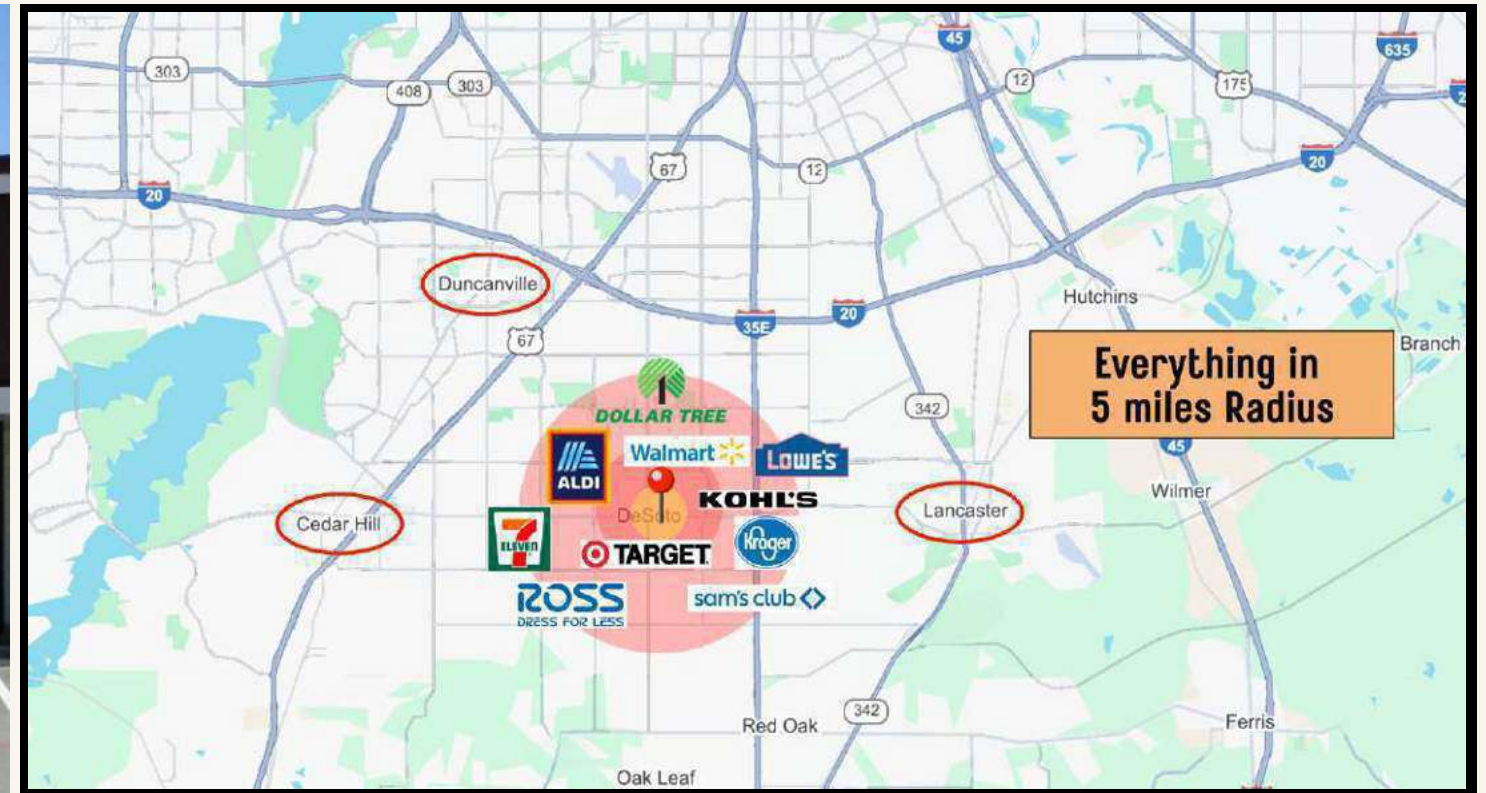 45
635
303
408
303
12
175
67
12
20
20
Duncanville
Hutchins
20
35E
67
Branch
Everything in
5 miles Radius
DOLLAR TREE
342
Walmart
LOWE'S
ALDI
45
KOHL'S
Wilmer
Cedar Hill
DeSoto
Lancaster
7
ELEVEN
TARGET
Kroger
ROSS
DRESS FOR LESS
sam's club
342
Red Oak
Ferris
Oak Leaf